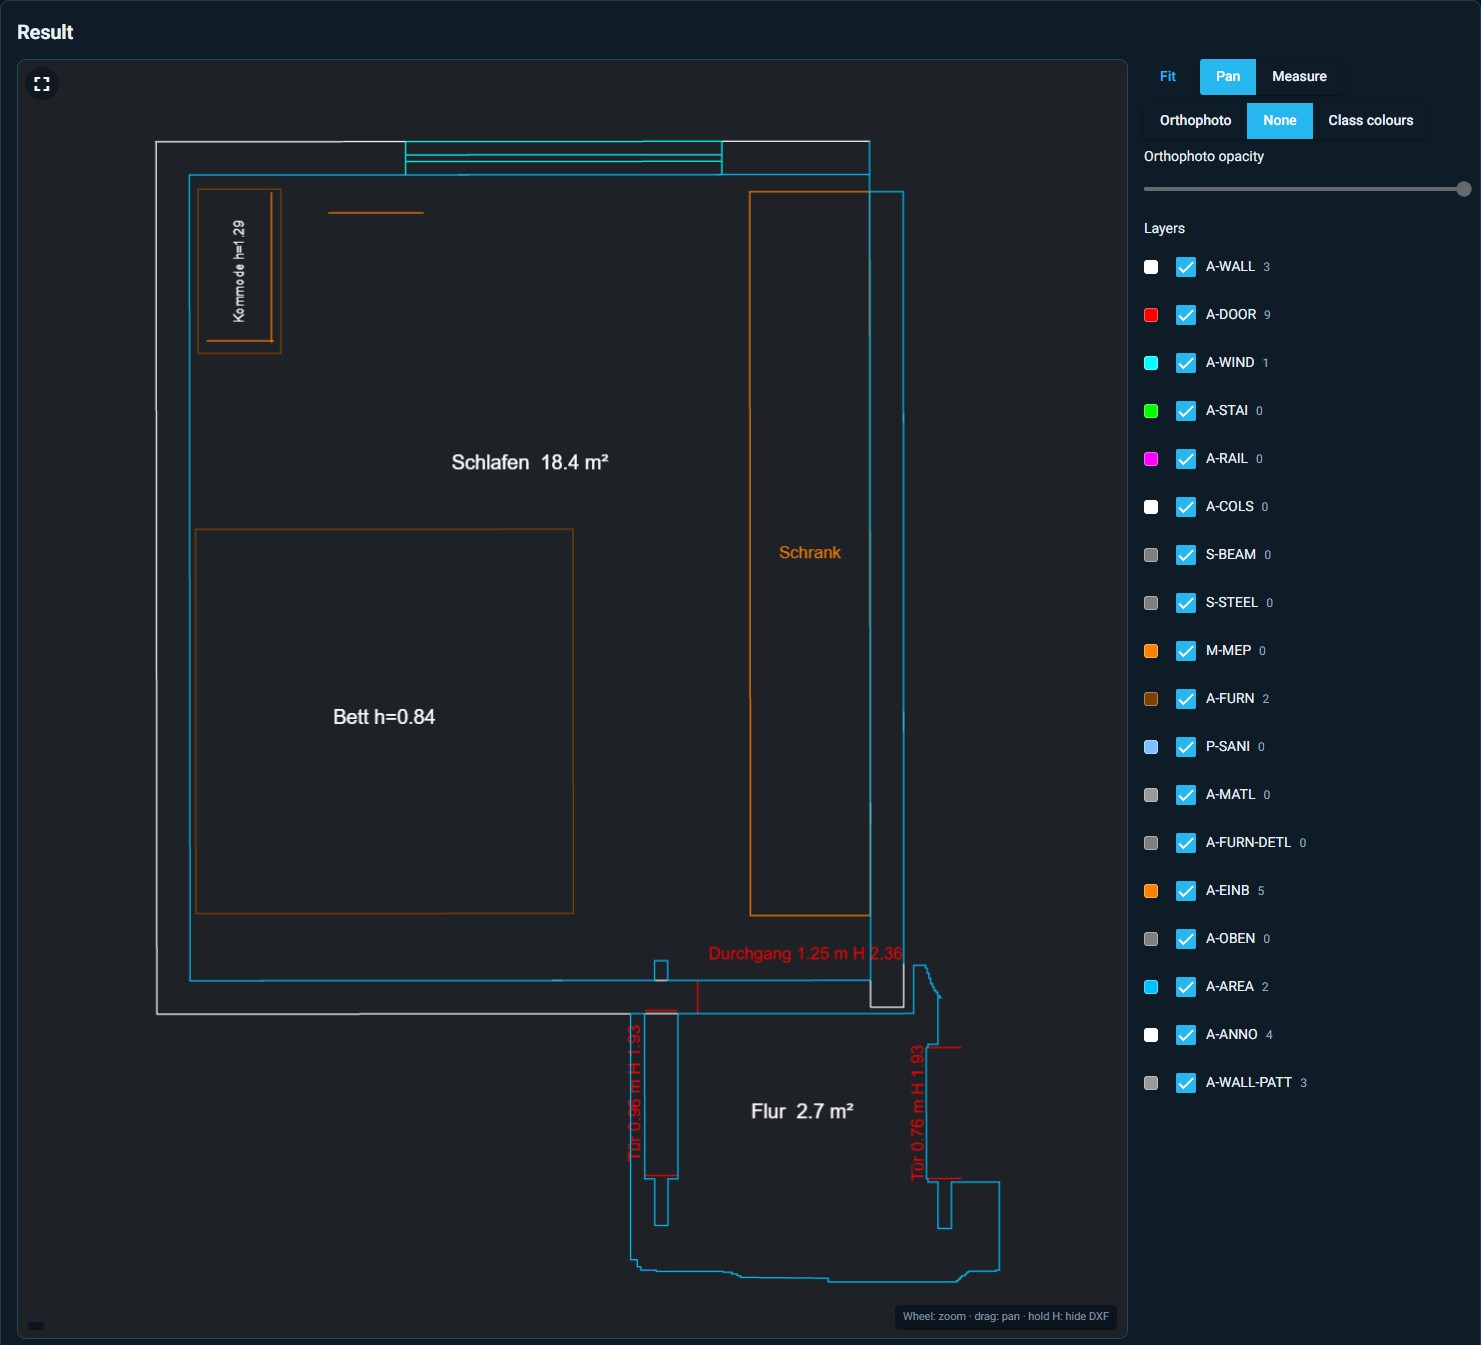 Result
Fit Pan Measure
Orthophoto None Class colours
Orthophoto opacity
Layers
A-WALL 3
A-DOOR 9
A-WIND 1
A-STAI 0
A-RAIL 0
A-COLS 0
S-BEAM 0
S-STEEL 0
M-MEP 0
A-FURN 2
P-SANI 0
A-MATL 0
A-FURN-DETL 0
A-EINB 5
A-OBEN 0
A-AREA 2
A-ANNO 4
A-WALL-PATT 3
Kommode h=1.29
Schlafen 18.4 m²
Schrank
Bett h=0.84
Durchgang 1.25 m H 2.36
Tür 0.96 m H 1.93
Tür 0.76 m H 1.93
Flur 2.7 m²
Wheel: zoom · drag: pan · hold H: hide DXF